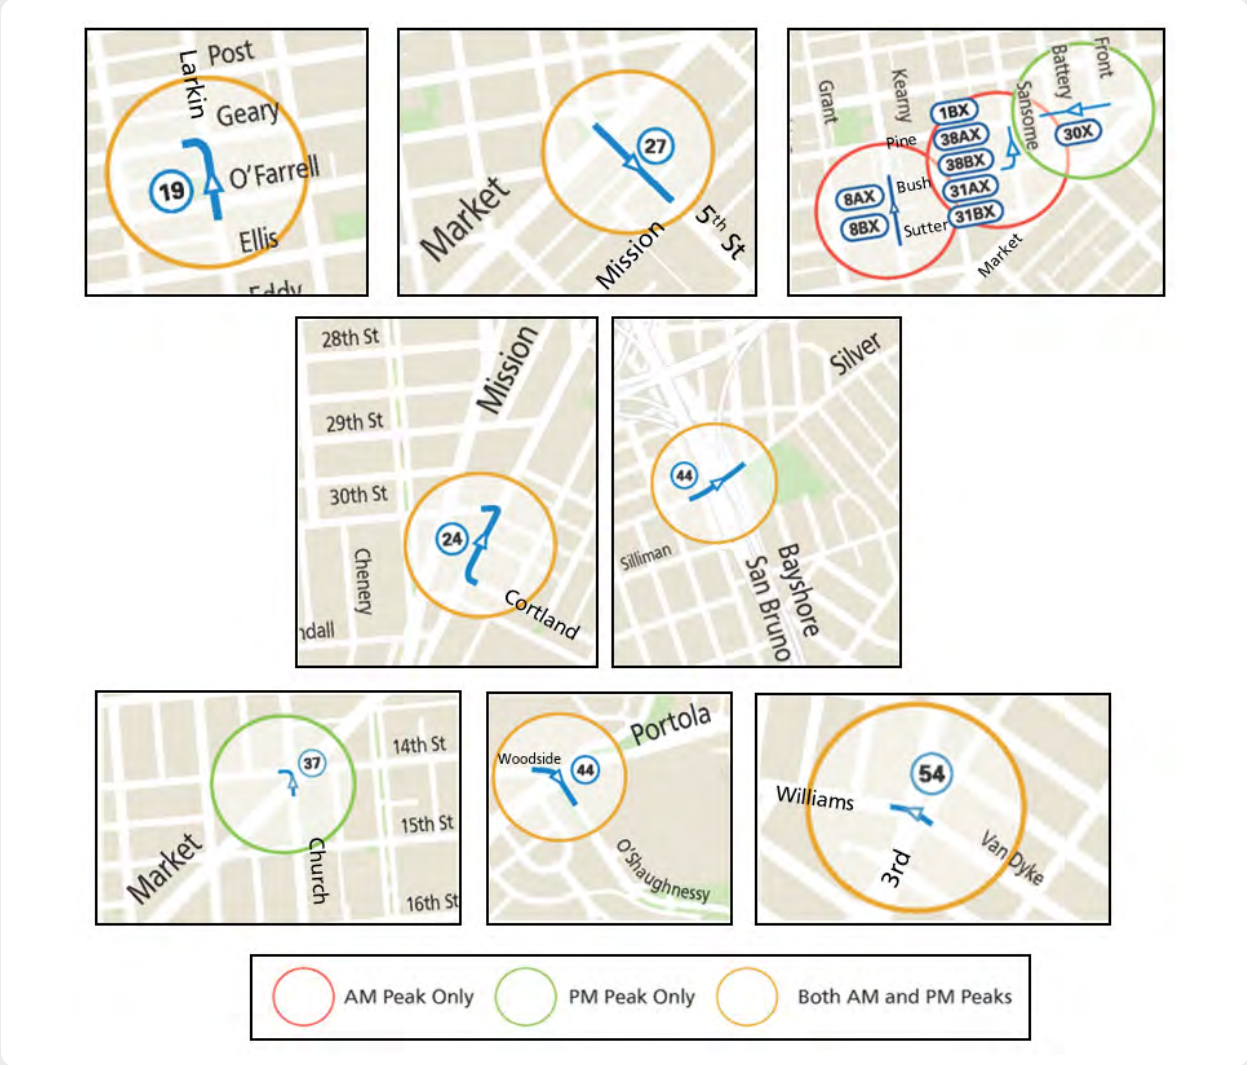 Larkin
Post
Geary
O'Farrell
19
Ellis
Eddy
27
Market
Mission
5th St
Grant
Kearny
Sansome
Battery
Front
1BX
38AX
38BX
31AX
31BX
30X
Pine
8AX
8BX
Bush
Sutter
Market
28th St
Mission
29th St
30th St
24
Chenery
Cortland
ndall
Silver
44
Silliman
Bayshore
San Bruno
37
14th St
15th St
16th St
Market
Church
Portola
Woodside
44
O'Shaughnessy
54
Williams
3rd
Van Dyke
AM Peak Only
PM Peak Only
Both AM and PM Peaks